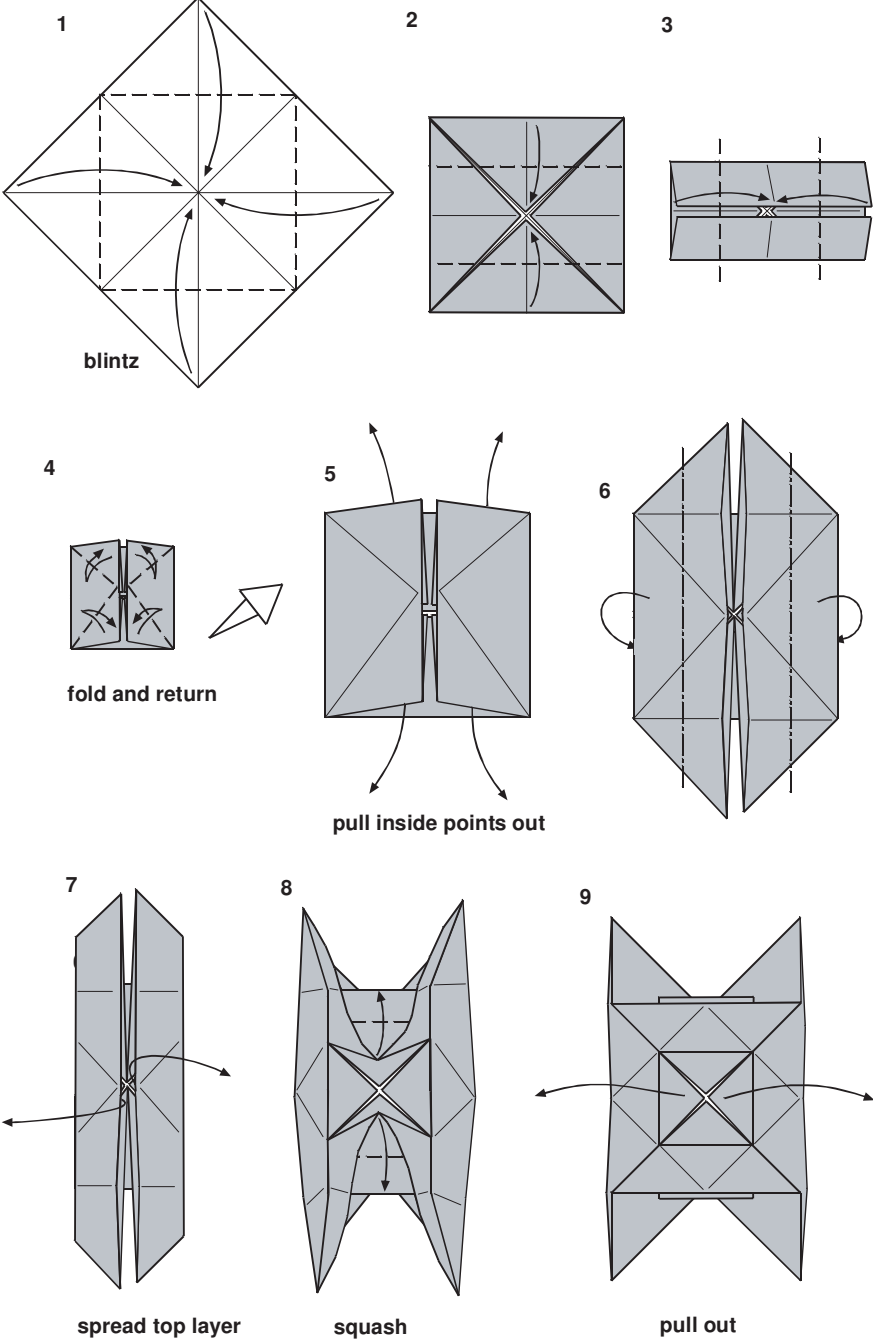 1
2
3
blintz
4
5
6
fold and return
pull inside points out
7
8
9
spread top layer
squash
pull out